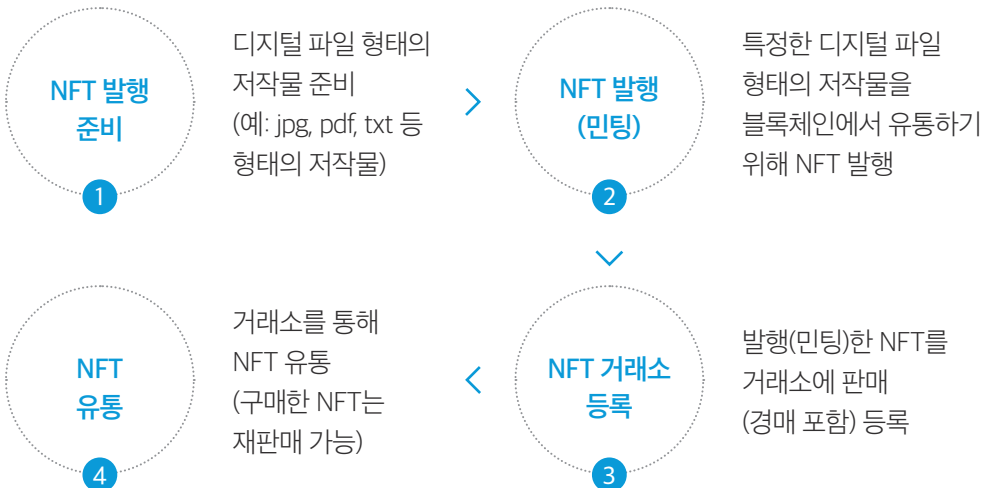 NFT 발행
준비
1
디지털 파일 형태의
저작물 준비
(예: jpg, pdf, txt 등
형태의 저작물)
NFT 발행
(민팅)
2
특정한 디지털 파일
형태의 저작물을
블록체인에서 유통하기
위해 NFT 발행
NFT 거래소
등록
3
발행(민팅)한 NFT를
거래소에 판매
(경매 포함) 등록
NFT
유통
4
거래소를 통해
NFT 유통
(구매한 NFT는
재판매 가능)